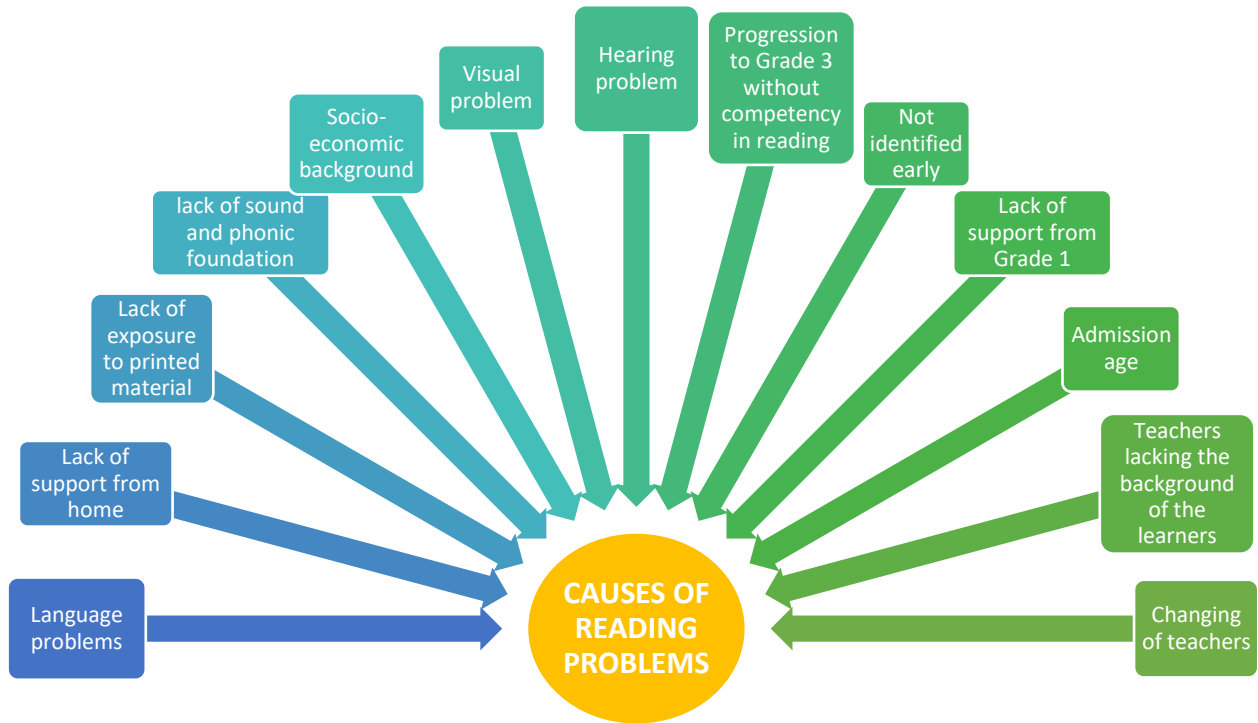 Language
problems
Lack of
support from
home
Lack of
exposure
to printed
material
lack of sound
and phonic
foundation
Socio-
economic
background
Visual
problem
Hearing
problem
Progression
to Grade 3
without
competency
in reading
Not
identified
early
Lack of
support from
Grade 1
Admission
age
Teachers
lacking the
background
of the
learners
Changing
of teachers
CAUSES OF
READING
PROBLEMS